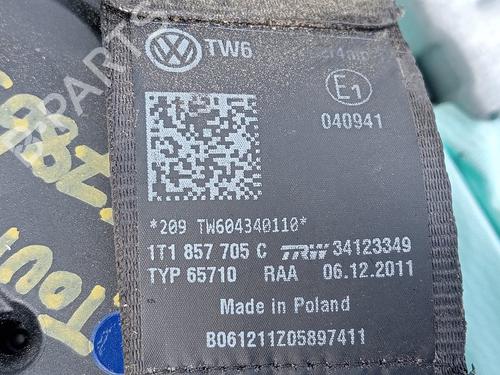 TW6
E1
040941
*209 TW604340110*
1T1 857 705 C TRW 34123349
TYP 65710 RAA 06.12.2011
Made in Poland
B061211Z05897411
B-Parts